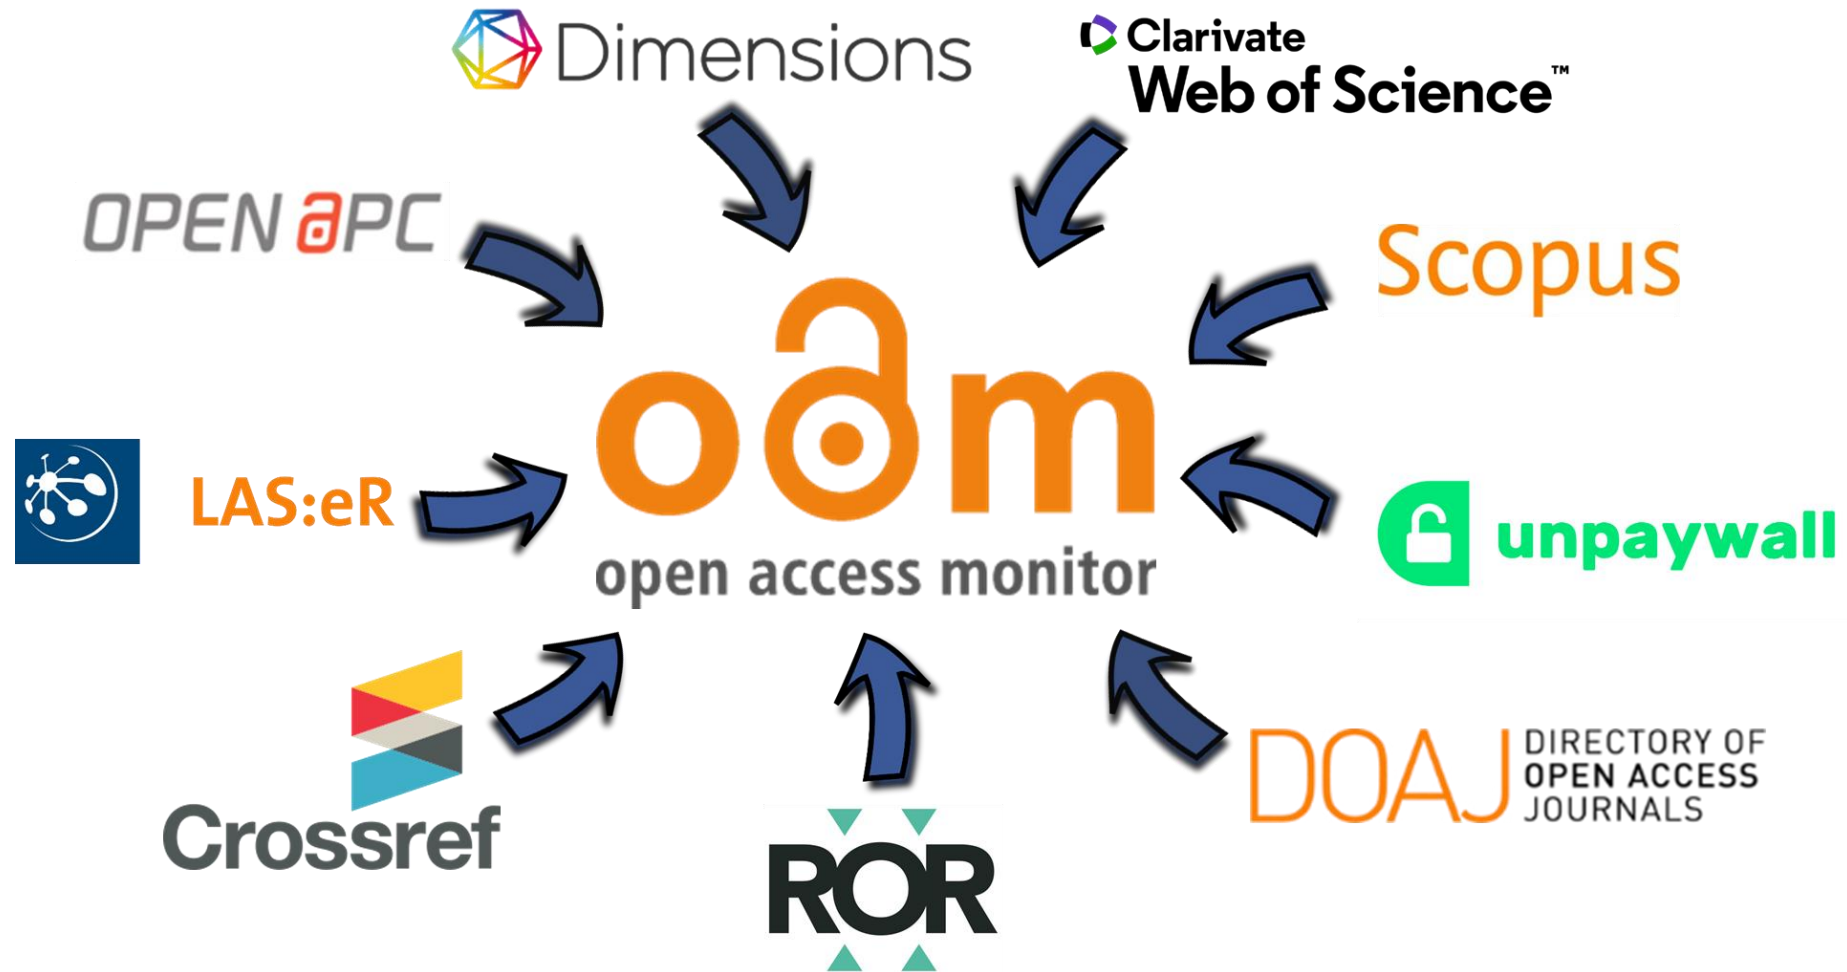 Dimensions
Clarivate
Web of Science™
OPEN aPC
Scopus
oam
open access monitor
LAS:eR
unpaywall
Crossref
ROR
DOAJ
DIRECTORY OF
OPEN ACCESS
JOURNALS